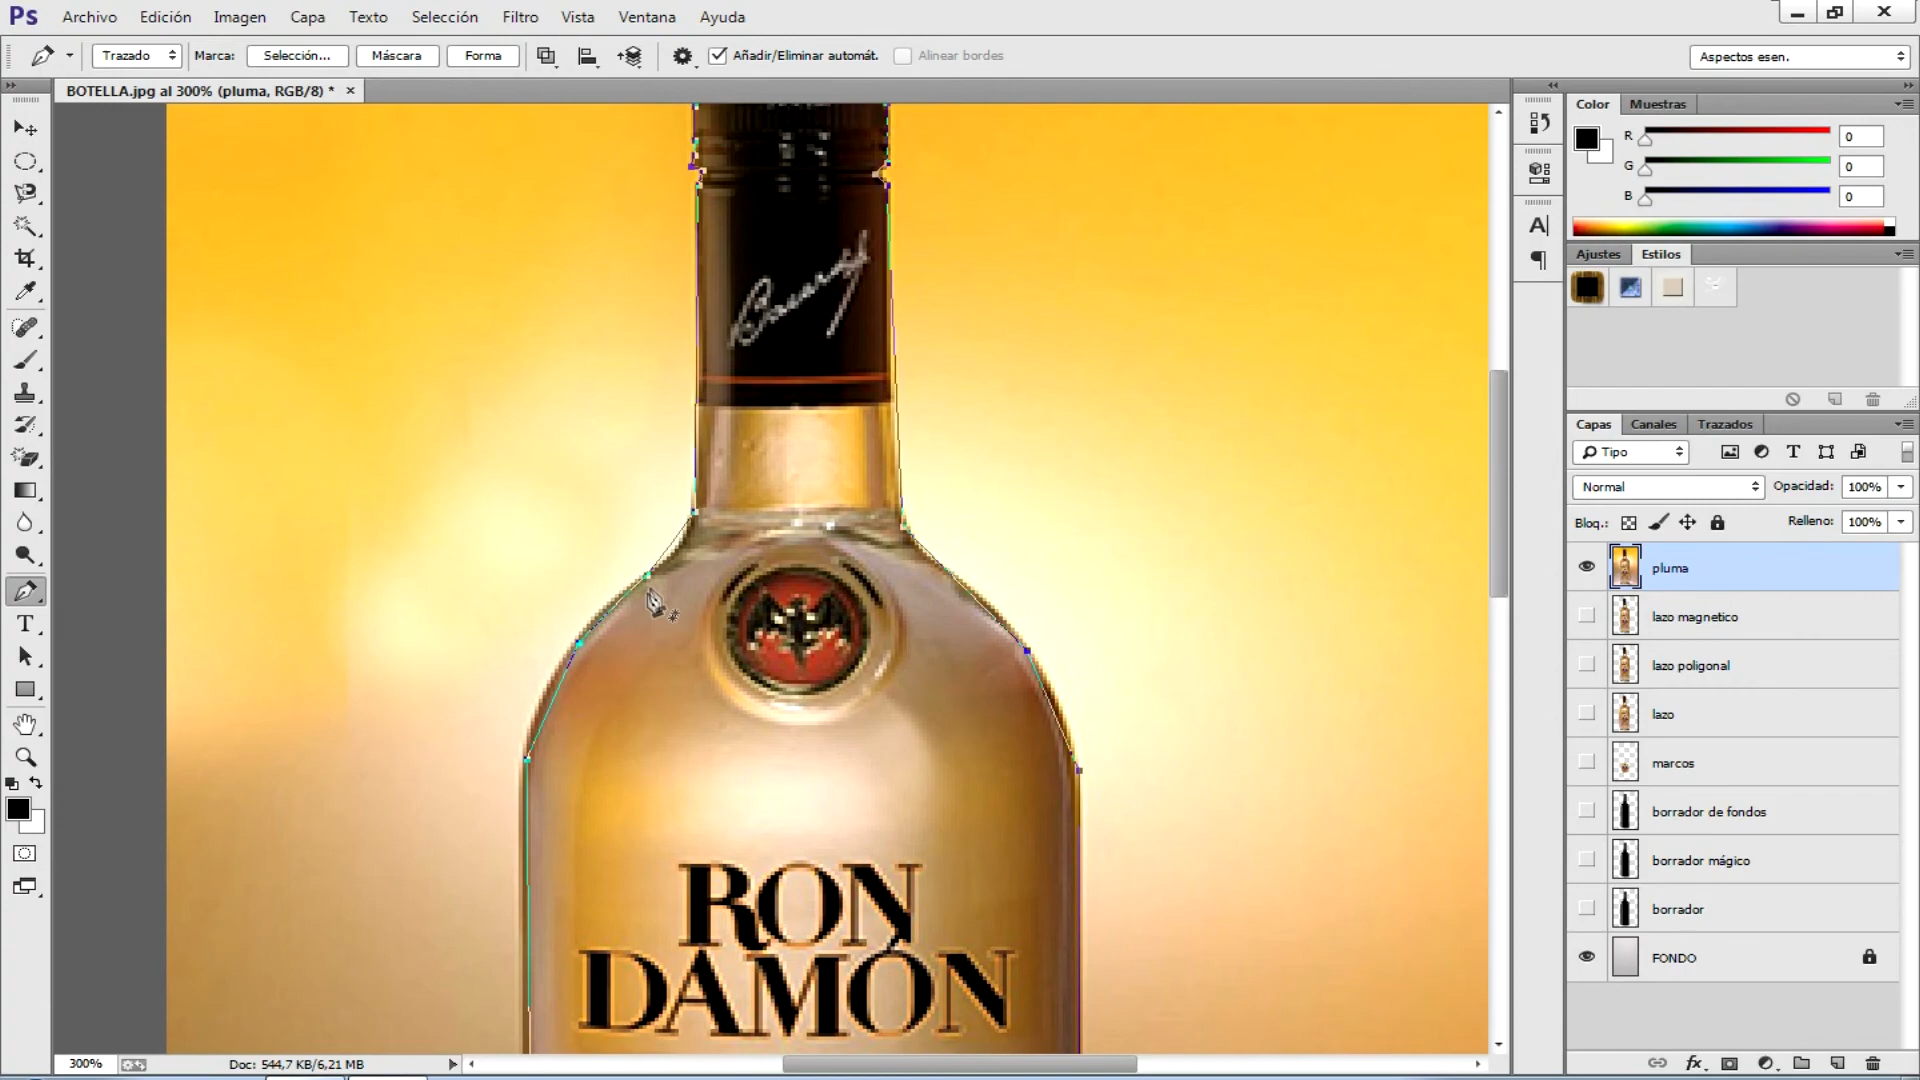 Ps Archivo Edición Imagen Capa Texto Selección Filtro Vista Ventana Ayuda
Trazado Marca: Selección... Máscara Forma Añadir/Eliminar automát. Alinear bordes Aspectos esen.
BOTELLA.jpg al 300% (pluma, RGB/8) *
Color Muestras
R 0
G 0
B 0
Ajustes Estilos
Capas Canales Trazados
Tipo
Normal Opacidad: 100%
Bloq.: Relleno: 100%
pluma
lazo magnetico
lazo poligonal
lazo
marcos
borrador de fondos
borrador mágico
borrador
FONDO
RON
DAMÓN
300% Doc: 544,7 KB/6,21 MB